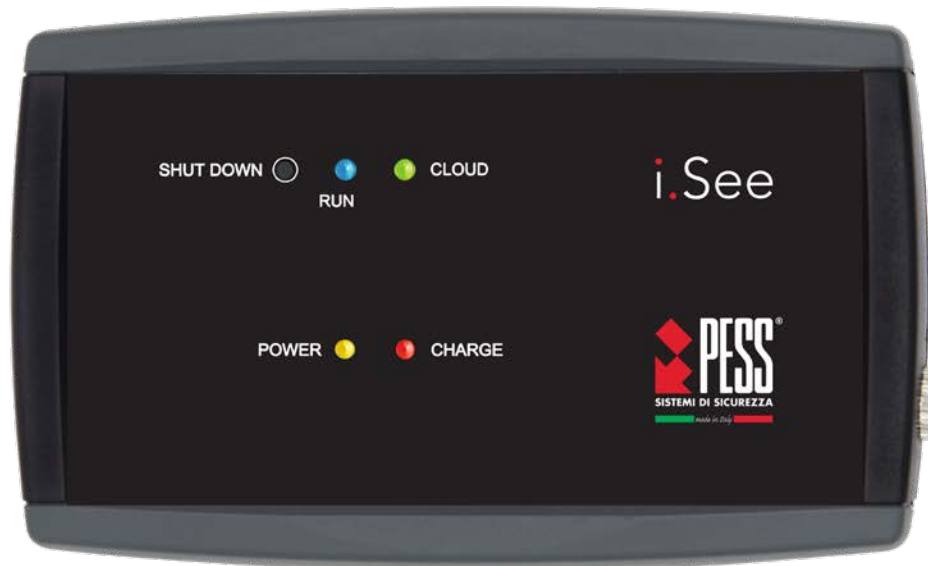 SHUT DOWN CLOUD
RUN
i.See
POWER CHARGE
PESS®
SISTEMI DI SICUREZZA
made in Italy